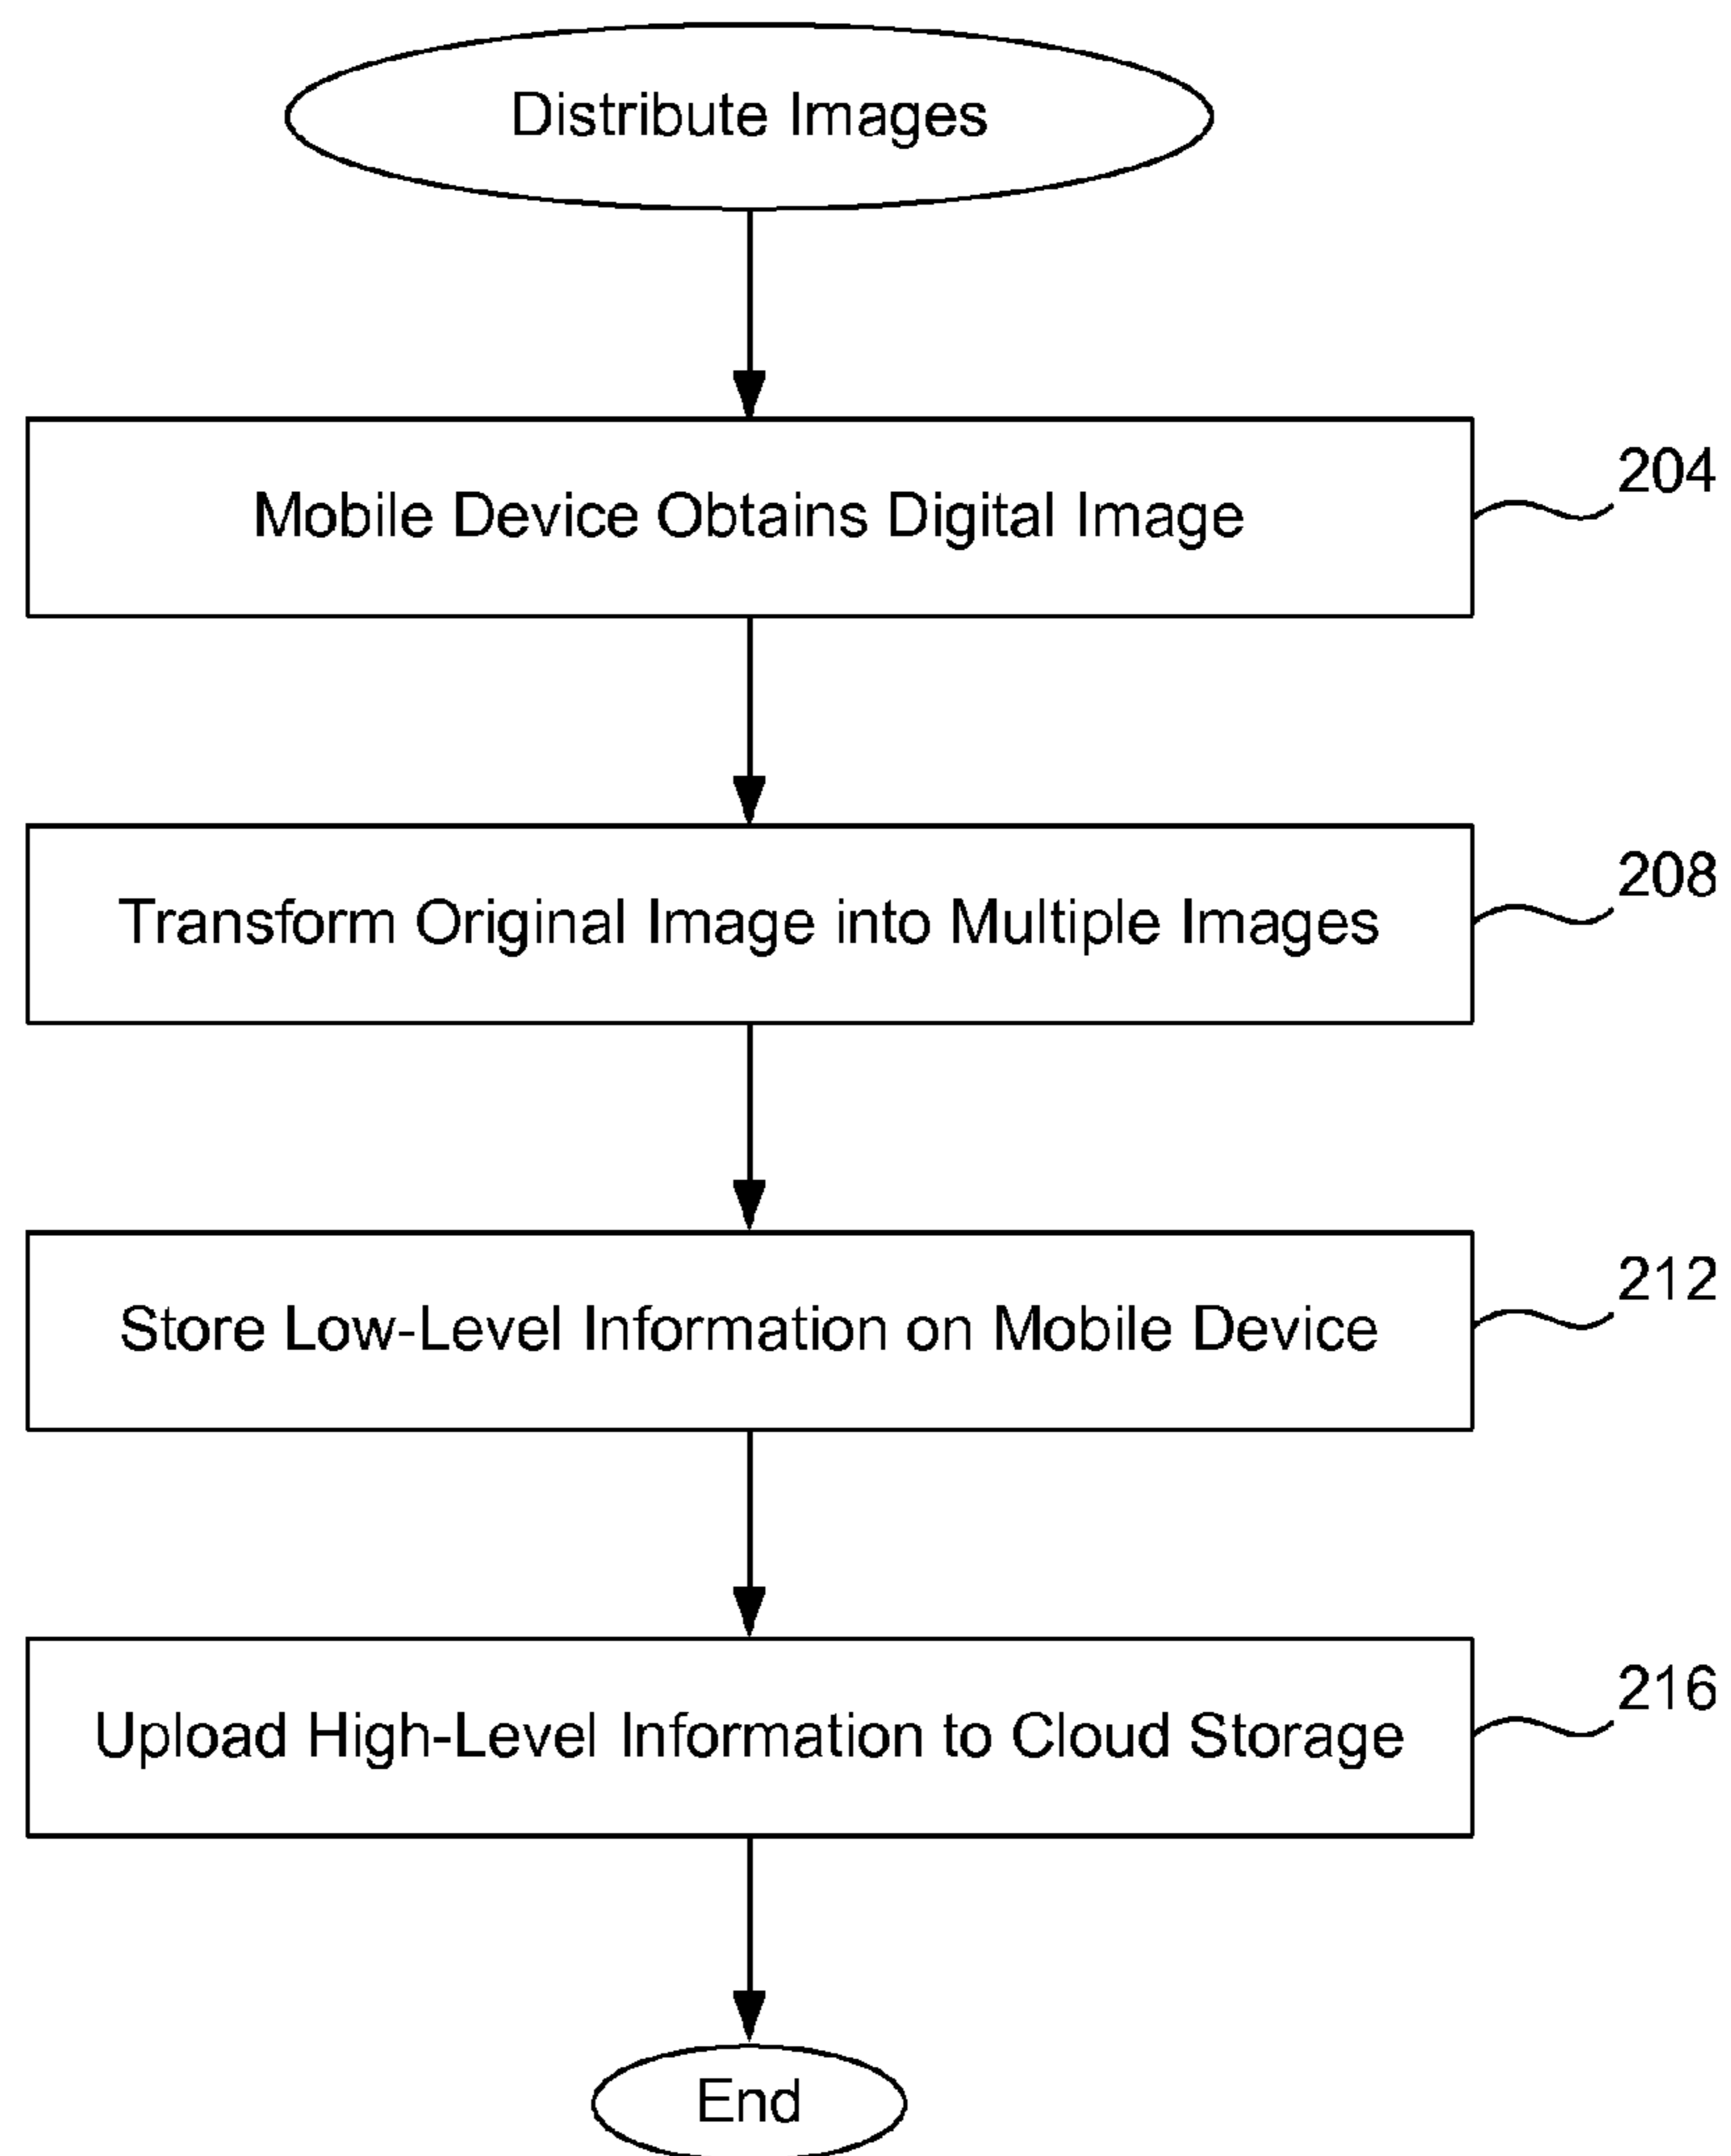 Distribute Images
Mobile Device Obtains Digital Image
204
Transform Original Image into Multiple Images
208
Store Low-Level Information on Mobile Device
212
Upload High-Level Information to Cloud Storage
216
End